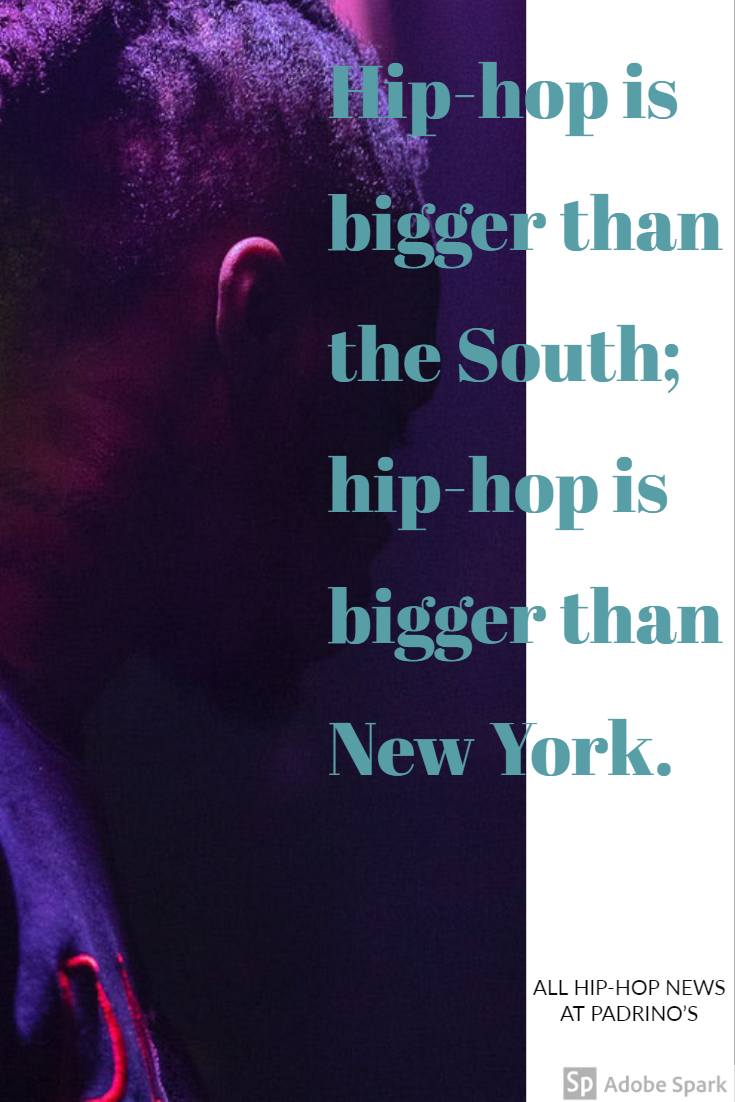 Hip-hop is
bigger than
the South;
hip-hop is
bigger than
New York.
ALL HIP-HOP NEWS
AT PADRINO'S
Sp Adobe Spark